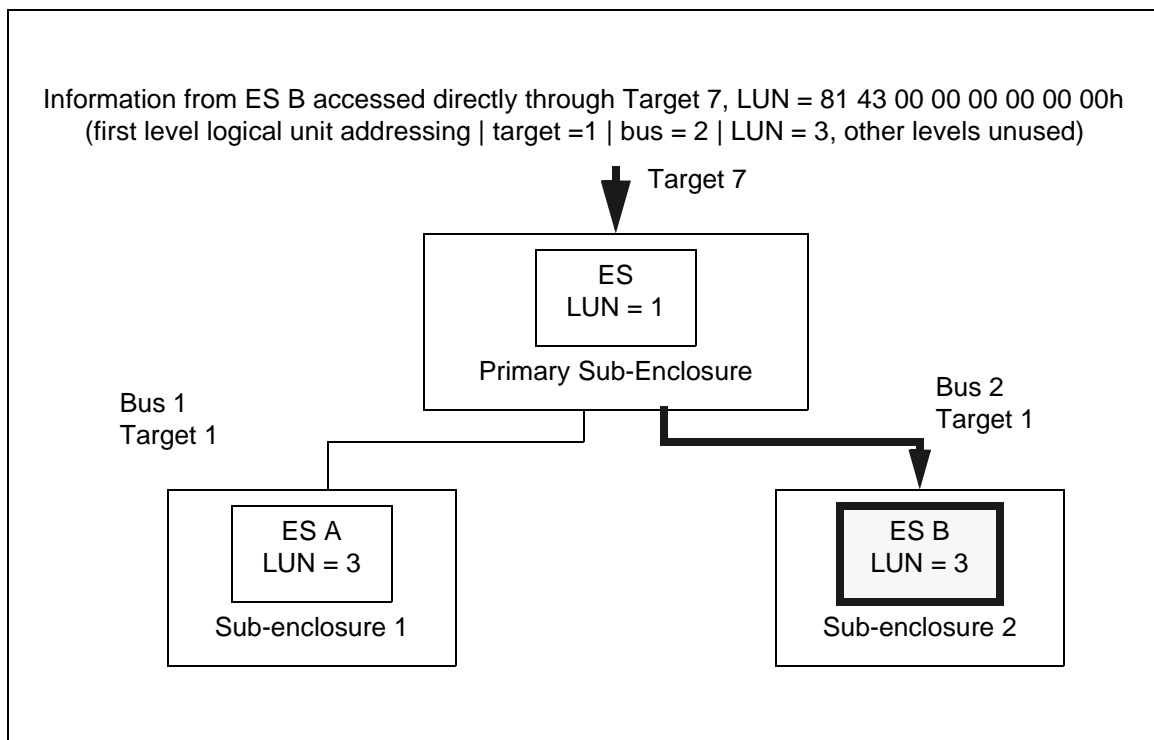 Information from ES B accessed directly through Target 7, LUN = 81 43 00 00 00 00 00 00h
(first level logical unit addressing | target =1 | bus = 2 | LUN = 3, other levels unused)
Target 7
ES
LUN = 1
Primary Sub-Enclosure
Bus 1
Target 1
Bus 2
Target 1
ES A
LUN = 3
Sub-enclosure 1
ES B
LUN = 3
Sub-enclosure 2